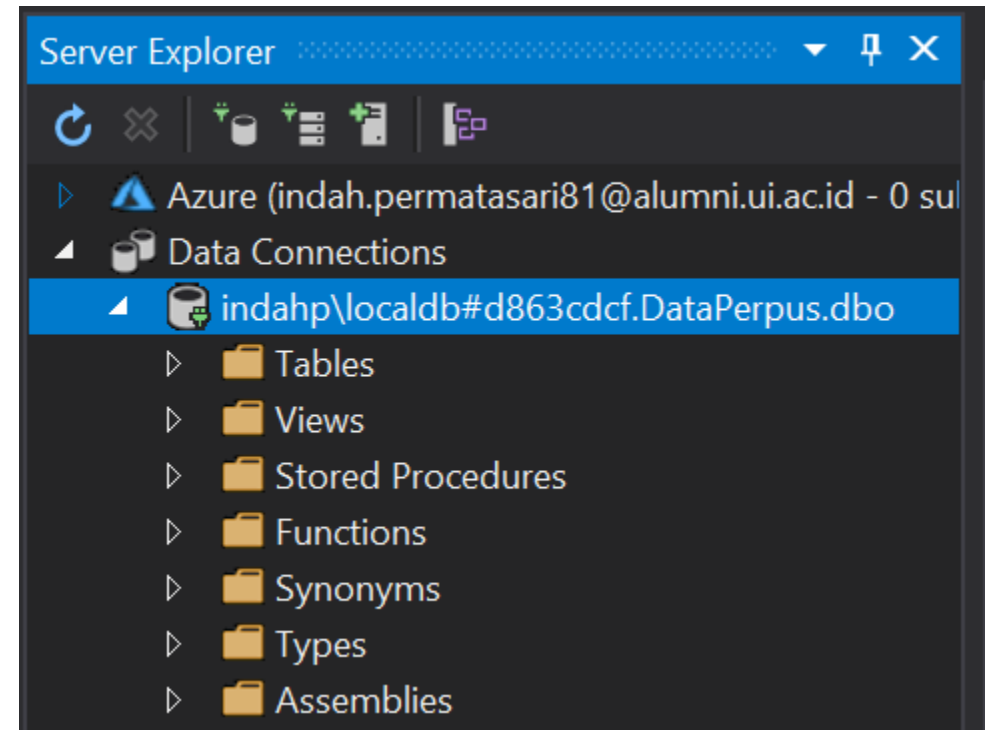 Server Explorer
Azure (indah.permatasari81@alumni.ui.ac.id - 0 su
Data Connections
indahp\localdb#d863cdcf.DataPerpus.dbo
Tables
Views
Stored Procedures
Functions
Synonyms
Types
Assemblies